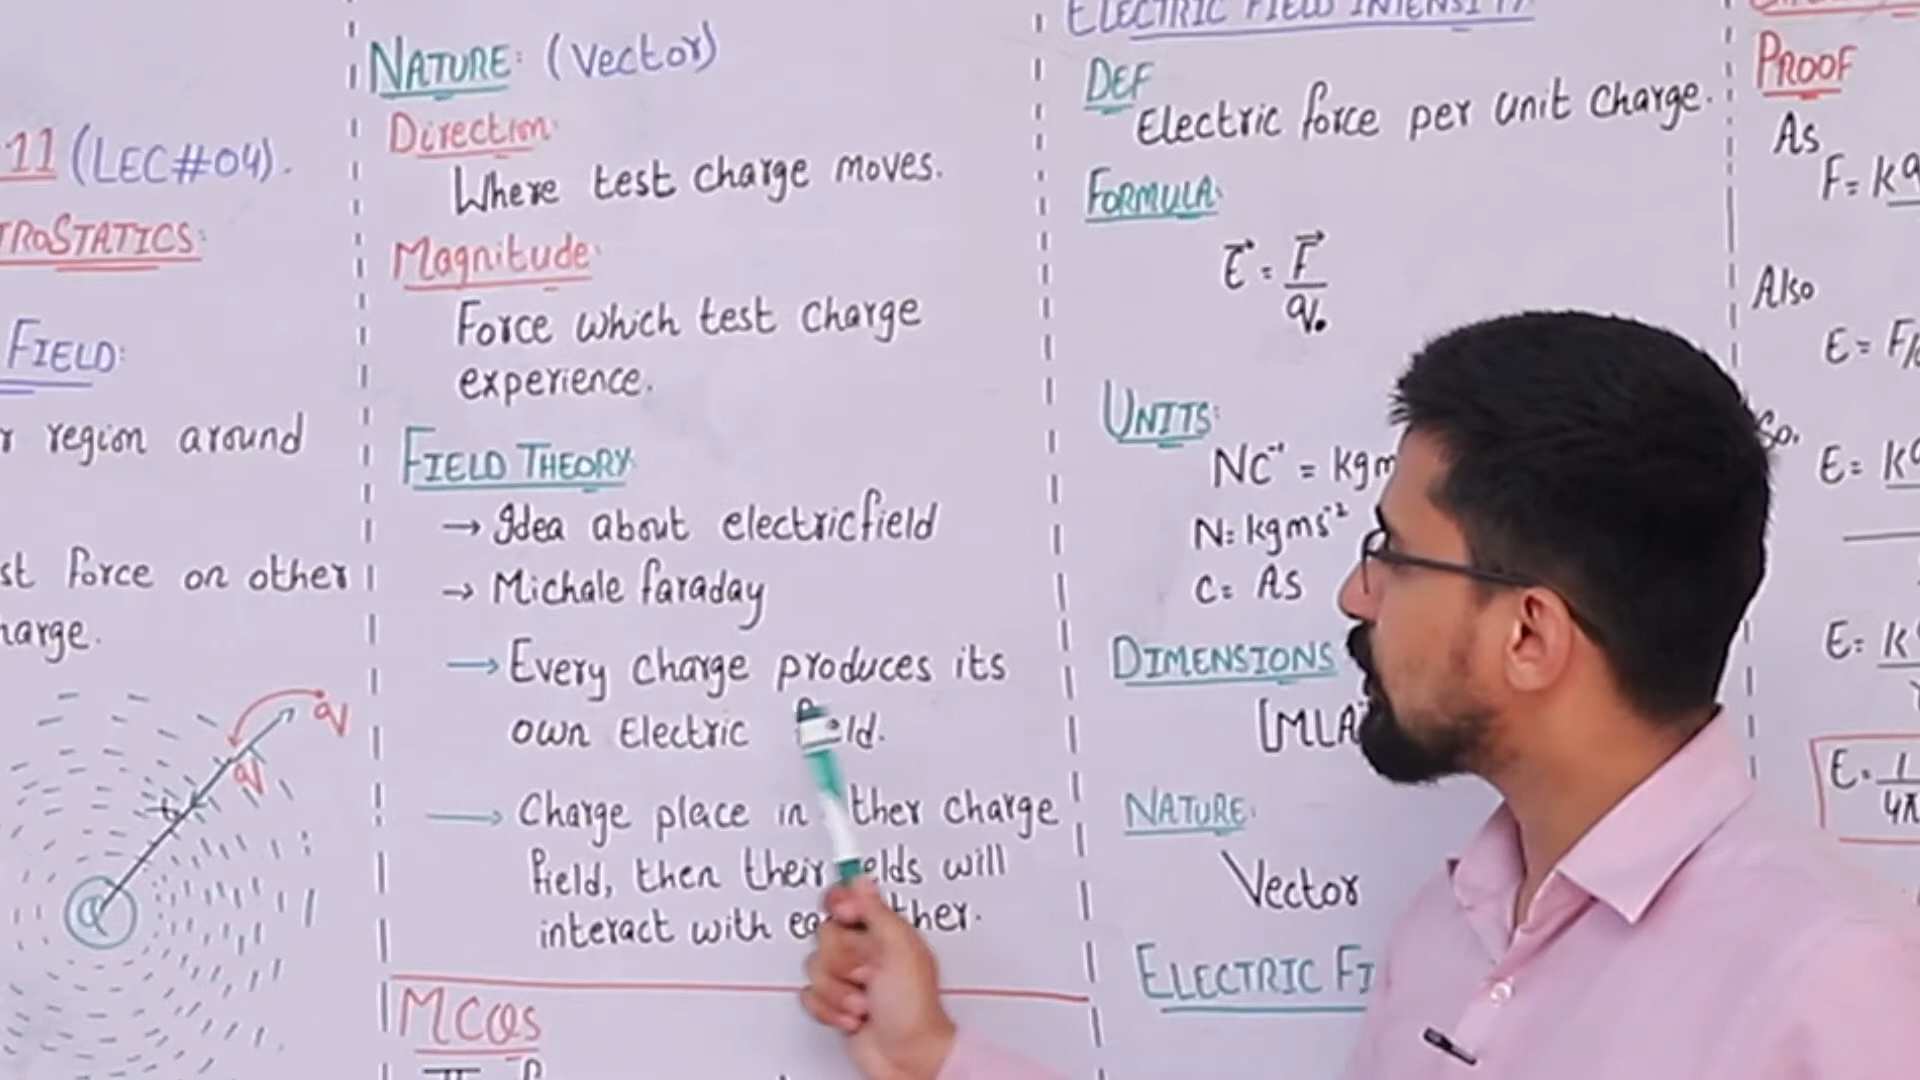 11 (LEC#04).
TROSTATICS:
FIELD:
region around
st force on other
harge.
q
q
Q
NATURE: (Vector)
Direction:
Where test charge moves.
Magnitude:
Force which test charge
experience.
FIELD THEORY:
→ Idea about electricfield
→ Michale faraday
→ Every charge produces its
own Electric
→ Charge place in other charge
field, then their fields will
interact with each other.
MCQs
ELECTRIC FIELD INTENSITY:
DEF
Electric force per unit charge.
FORMULA:
E = F
q₀
UNITS:
NC⁻¹ = kgm
N = kgms⁻²
C = AS
DIMENSIONS
[MLA
NATURE:
Vector
ELECTRIC FI
PROOF
As
F = kq
Also
E = F/
So,
E = kq
E = k
E = 1
4π